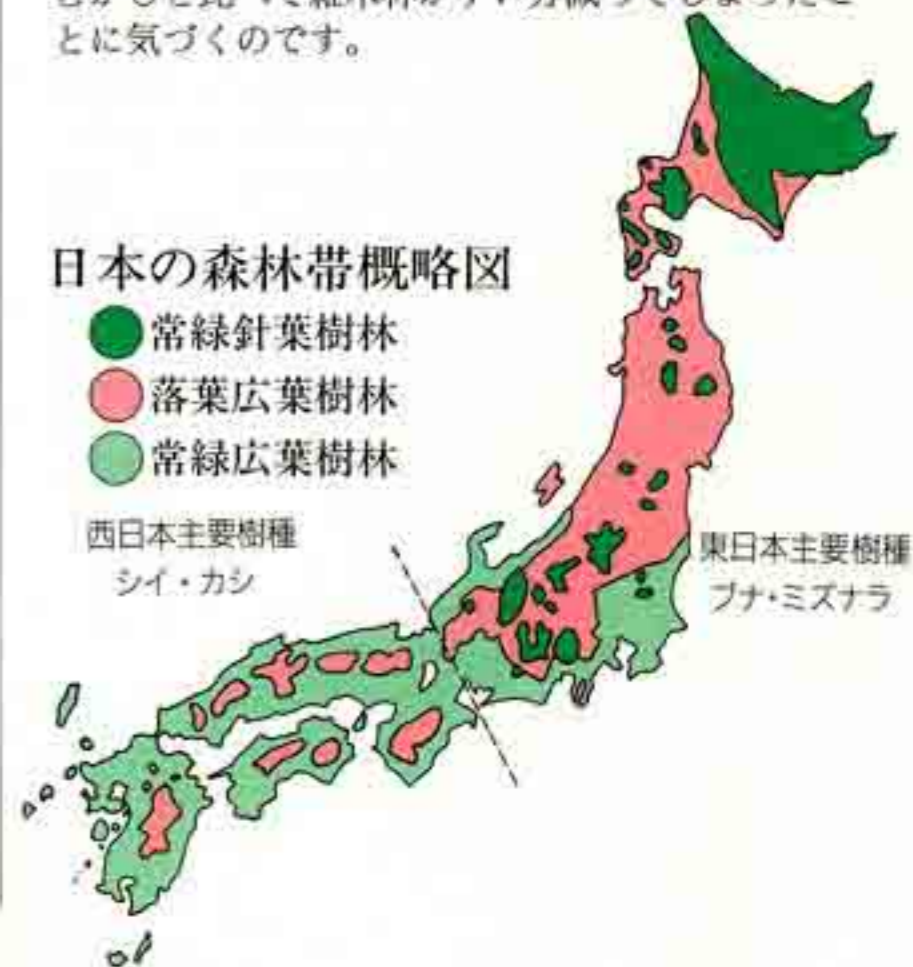 とに気づくのです。
日本の森林帯概略図
常緑針葉樹林
落葉広葉樹林
常緑広葉樹林
西日本主要樹種
シイ・カシ
東日本主要樹種
ブナ・ミズナラ